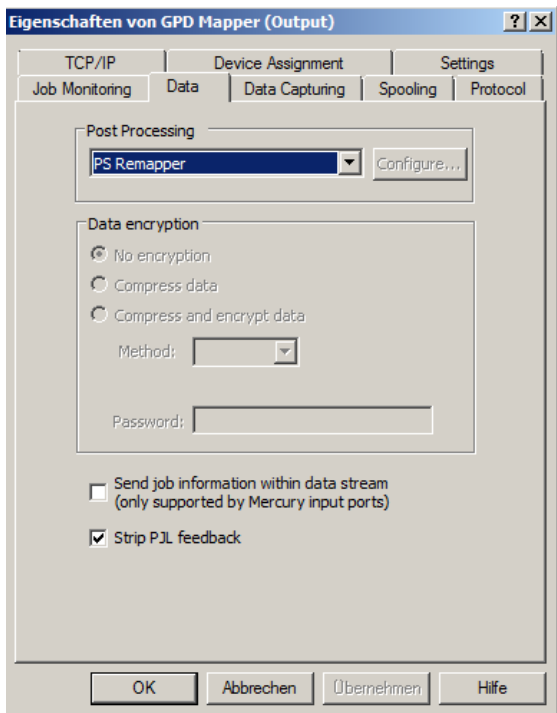 Eigenschaften von GPD Mapper (Output)
TCP/IP Device Assignment Settings
Job Monitoring Data Data Capturing Spooling Protocol
Post Processing
PS Remapper Configure...
Data encryption
No encryption
Compress data
Compress and encrypt data
Method:
Password:
Send job information within data stream
(only supported by Mercury input ports)
Strip PJL feedback
OK Abbrechen Übernehmen Hilfe